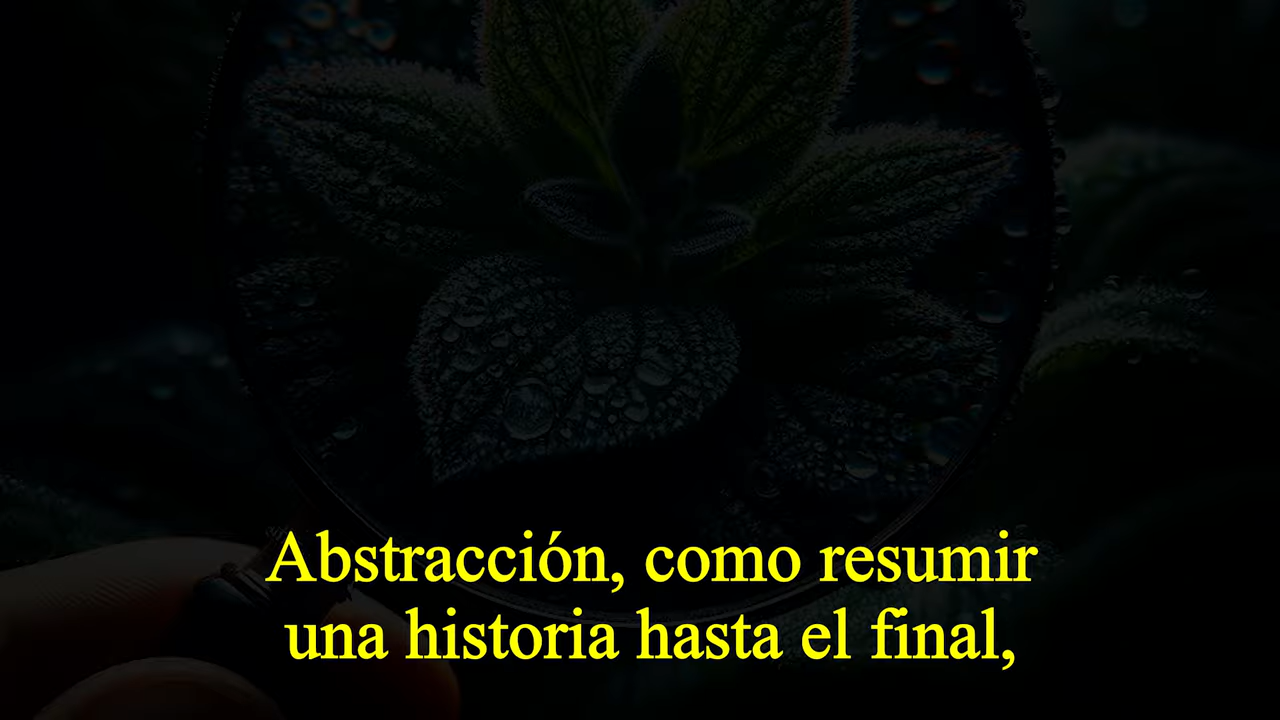 Abstracción, como resumir
una historia hasta el final,